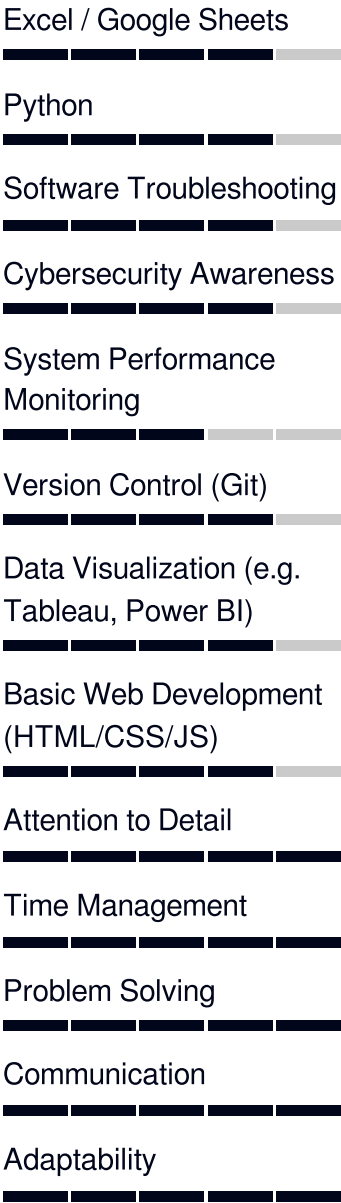 Excel / Google Sheets
Python
Software Troubleshooting
Cybersecurity Awareness
System Performance
Monitoring
Version Control (Git)
Data Visualization (e.g.
Tableau, Power BI)
Basic Web Development
(HTML/CSS/JS)
Attention to Detail
Time Management
Problem Solving
Communication
Adaptability